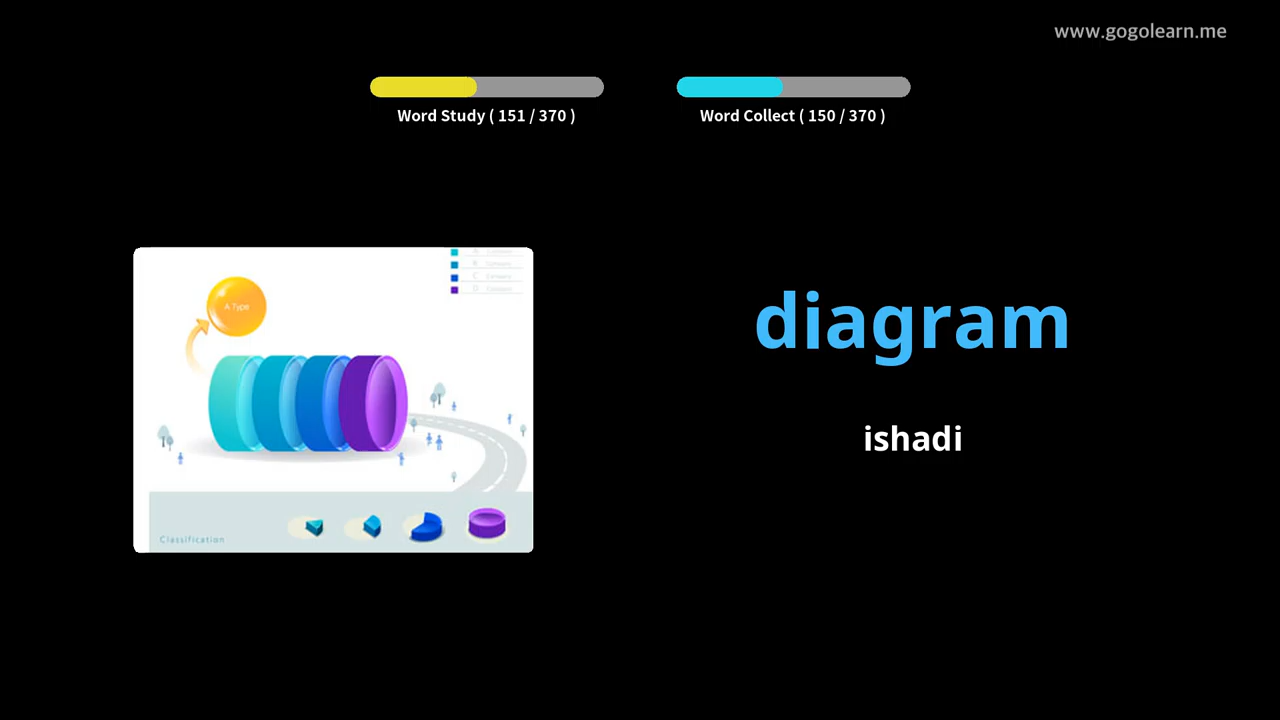 www.gogolearn.me
Word Study ( 151 / 370 )
Word Collect ( 150 / 370 )
A Type
diagram
ishadi
Classification